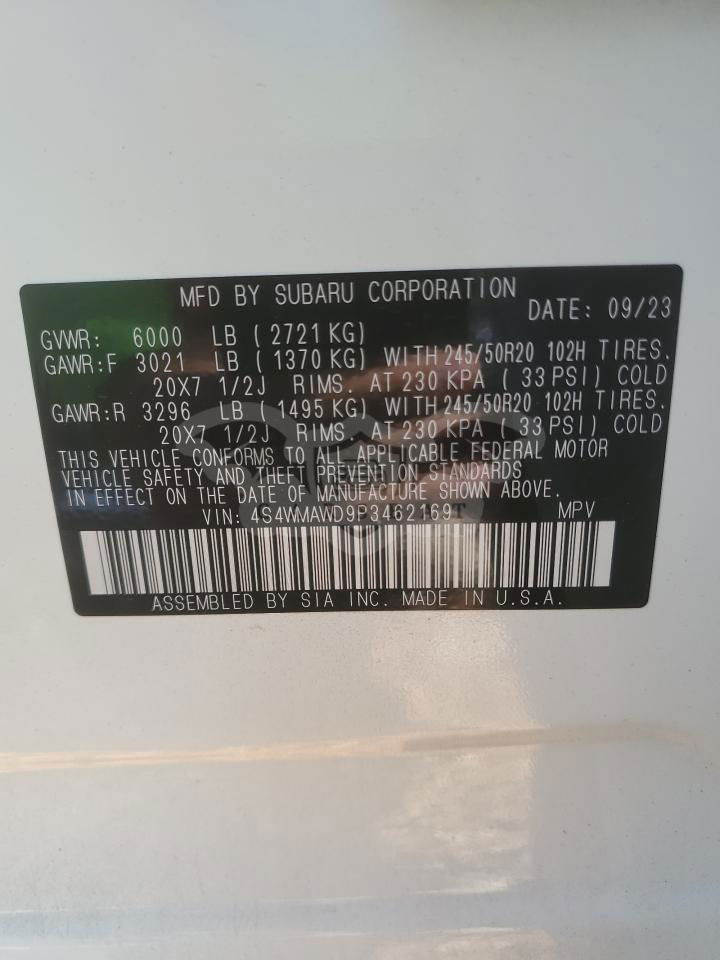 MFD BY SUBARU CORPORATION DATE: 09/23
GVWR: 6000 LB ( 2721 KG)
GAWR:F 3021 LB ( 1370 KG) WITH 245/50R20 102H TIRES.
20X7 1/2J RIMS. AT 230 KPA ( 33 PSI) COLD
GAWR:R 3296 LB ( 1495 KG) WITH 245/50R20 102H TIRES.
20X7 1/2J RIMS. AT 230 KPA ( 33 PSI) COLD
THIS VEHICLE CONFORMS TO ALL APPLICABLE FEDERAL MOTOR
VEHICLE SAFETY AND THEFT PREVENTION STANDARDS
IN EFFECT ON THE DATE OF MANUFACTURE SHOWN ABOVE.
VIN: 4S4WMAWD9P3462169 MPV
ASSEMBLED BY SIA INC. MADE IN U.S.A.